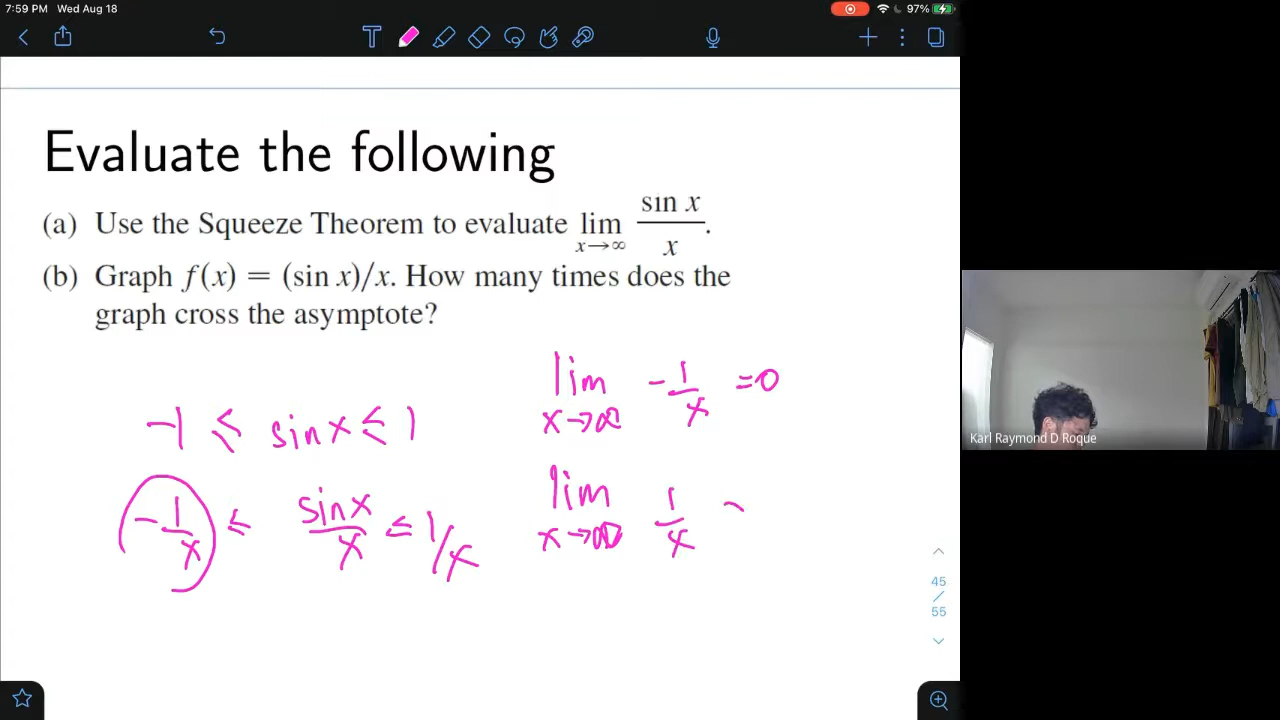 7:59 PM Wed Aug 18
97%
T
Evaluate the following
(a) Use the Squeeze Theorem to evaluate lim x→∞ sin x / x.
(b) Graph f(x) = (sin x)/x. How many times does the
graph cross the asymptote?
lim x→∞ -1/x =0
-1 ≤ sin x ≤ 1
lim x→∞ 1/x
-1/x ≤ sin x / x ≤ 1/x
45
/
55
Karl Raymond D Roque